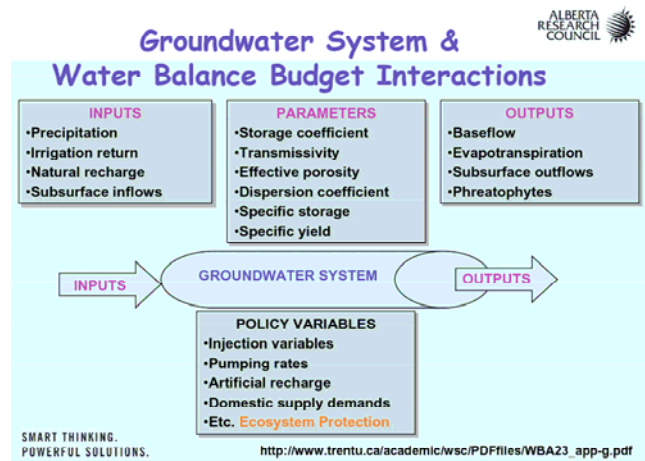 ALBERTA
RESEARCH
COUNCIL
Groundwater System &
Water Balance Budget Interactions
INPUTS
•Precipitation
•Irrigation return
•Natural recharge
•Subsurface inflows
PARAMETERS
•Storage coefficient
•Transmissivity
•Effective porosity
•Dispersion coefficient
•Specific storage
•Specific yield
OUTPUTS
•Baseflow
•Evapotranspiration
•Subsurface outflows
•Phreatophytes
INPUTS
GROUNDWATER SYSTEM
OUTPUTS
POLICY VARIABLES
•Injection variables
•Pumping rates
•Artificial recharge
•Domestic supply demands
•Etc. Ecosystem Protection
SMART THINKING.
POWERFUL SOLUTIONS.
http://www.trentu.ca/academic/wsc/PDFfiles/WBA23_app-g.pdf